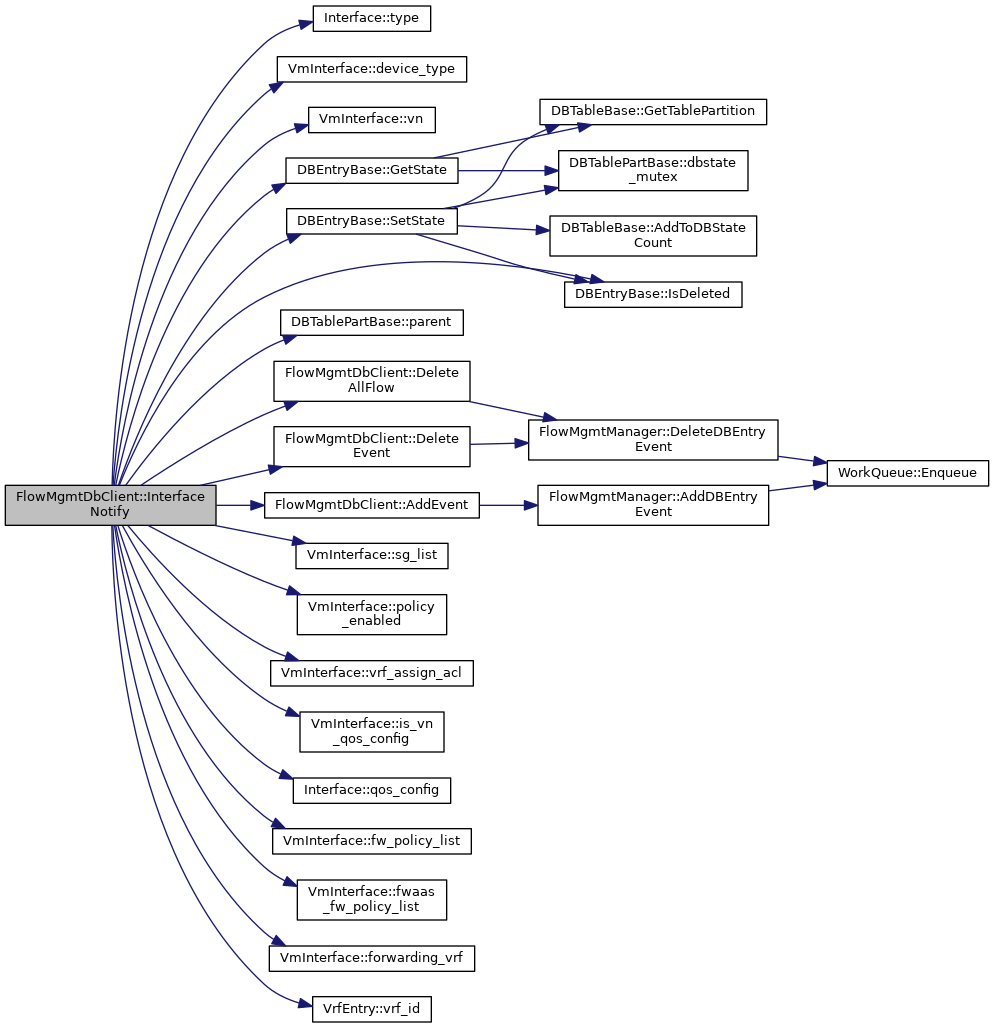 Interface::type
VmInterface::device_type
VmInterface::vn
DBEntryBase::GetState
DBEntryBase::SetState
DBTableBase::GetTablePartition
DBTablePartBase::dbstate
_mutex
DBTableBase::AddToDBState
Count
DBEntryBase::IsDeleted
DBTablePartBase::parent
FlowMgmtDbClient::Delete
AllFlow
FlowMgmtDbClient::Delete
Event
FlowMgmtManager::DeleteDBEntry
Event
WorkQueue::Enqueue
FlowMgmtDbClient::Interface
Notify
FlowMgmtDbClient::AddEvent
FlowMgmtManager::AddDBEntry
Event
VmInterface::sg_list
VmInterface::policy
_enabled
VmInterface::vrf_assign_acl
VmInterface::is_vn
_qos_config
Interface::qos_config
VmInterface::fw_policy_list
VmInterface::fwaas
_fw_policy_list
VmInterface::forwarding_vrf
VrfEntry::vrf_id